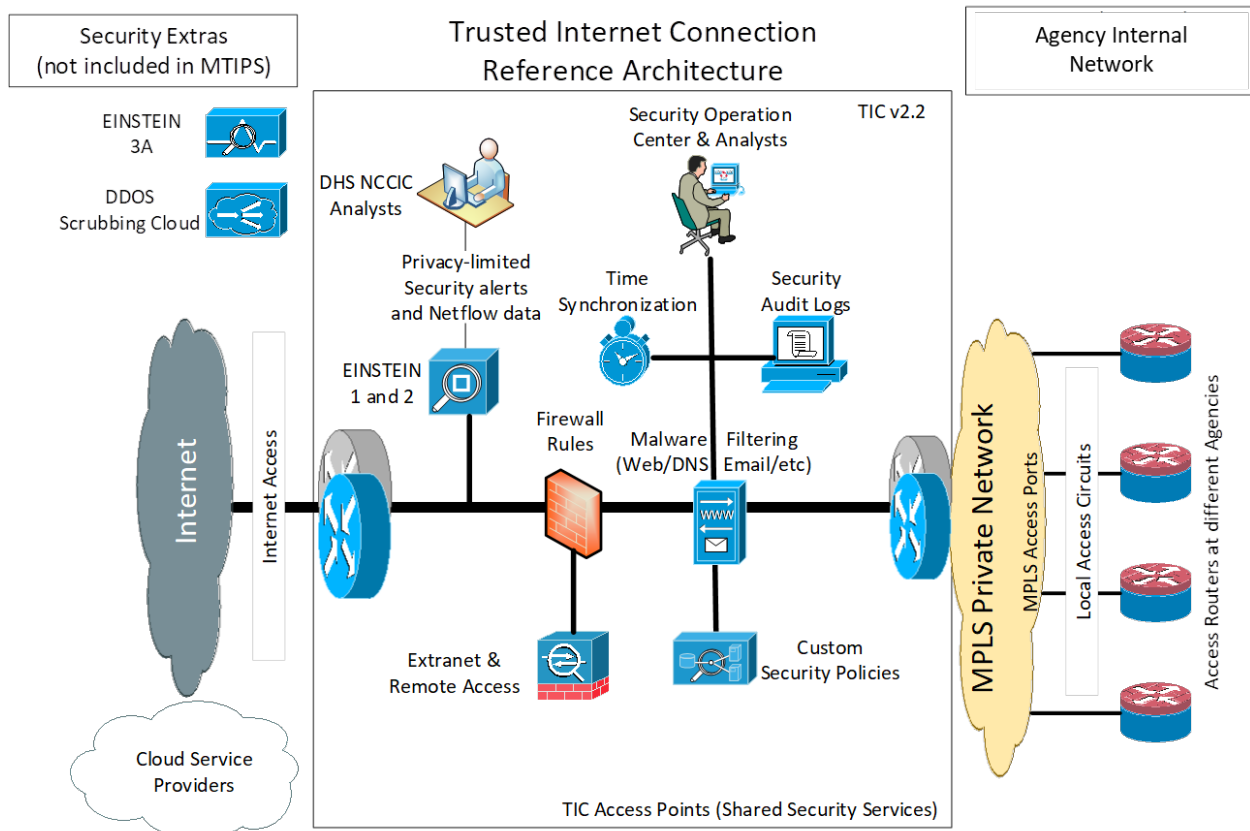 Security Extras
(not included in MTIPS)
Trusted Internet Connection
Reference Architecture
Agency Internal
Network
EINSTEIN
3A
DDOS
Scrubbing Cloud
TIC v2.2
Security Operation
Center & Analysts
DHS NCCIC
Analysts
Privacy-limited
Security alerts
and Netflow data
Time
Synchronization
Security
Audit Logs
EINSTEIN
1 and 2
Firewall
Rules
Malware
(Web/DNS
Filtering
Email/etc)
WWW
Internet
Internet Access
Extranet &
Remote Access
Custom
Security Policies
MPLS Private Network
MPLS Access Ports
Local Access Circuits
Access Routers at different Agencies
Cloud Service
Providers
TIC Access Points (Shared Security Services)